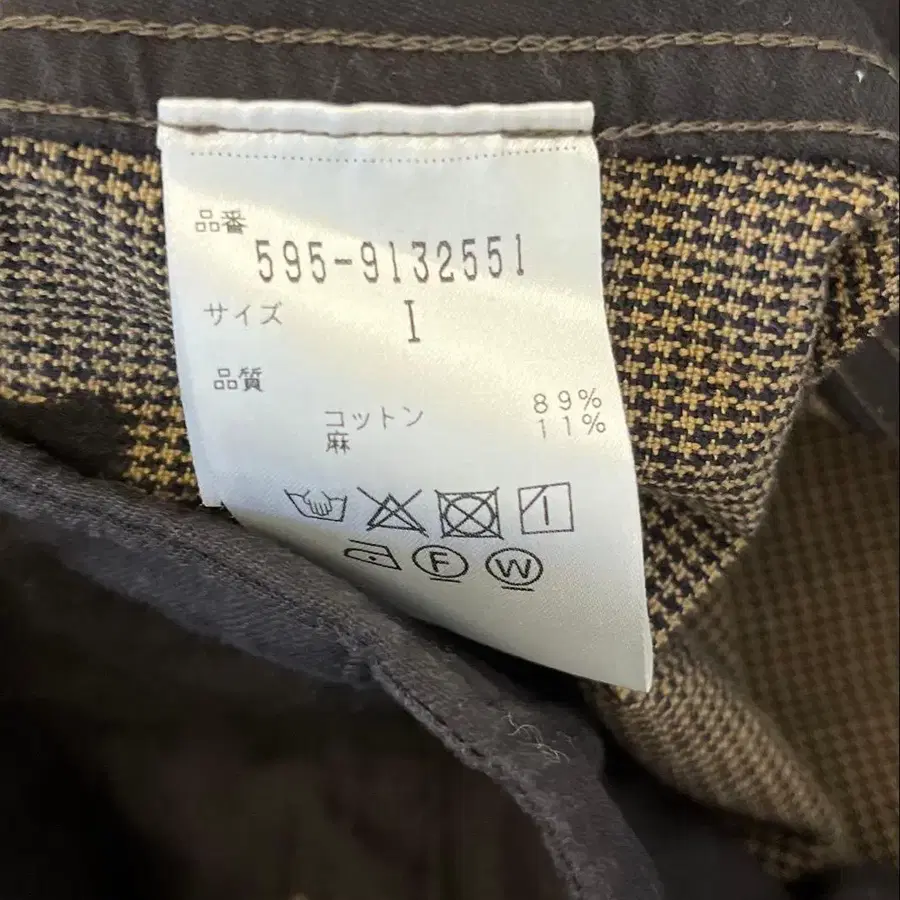 品番
595-9132551
サイズ
I
品質
コットン 89%
麻 11%
F W